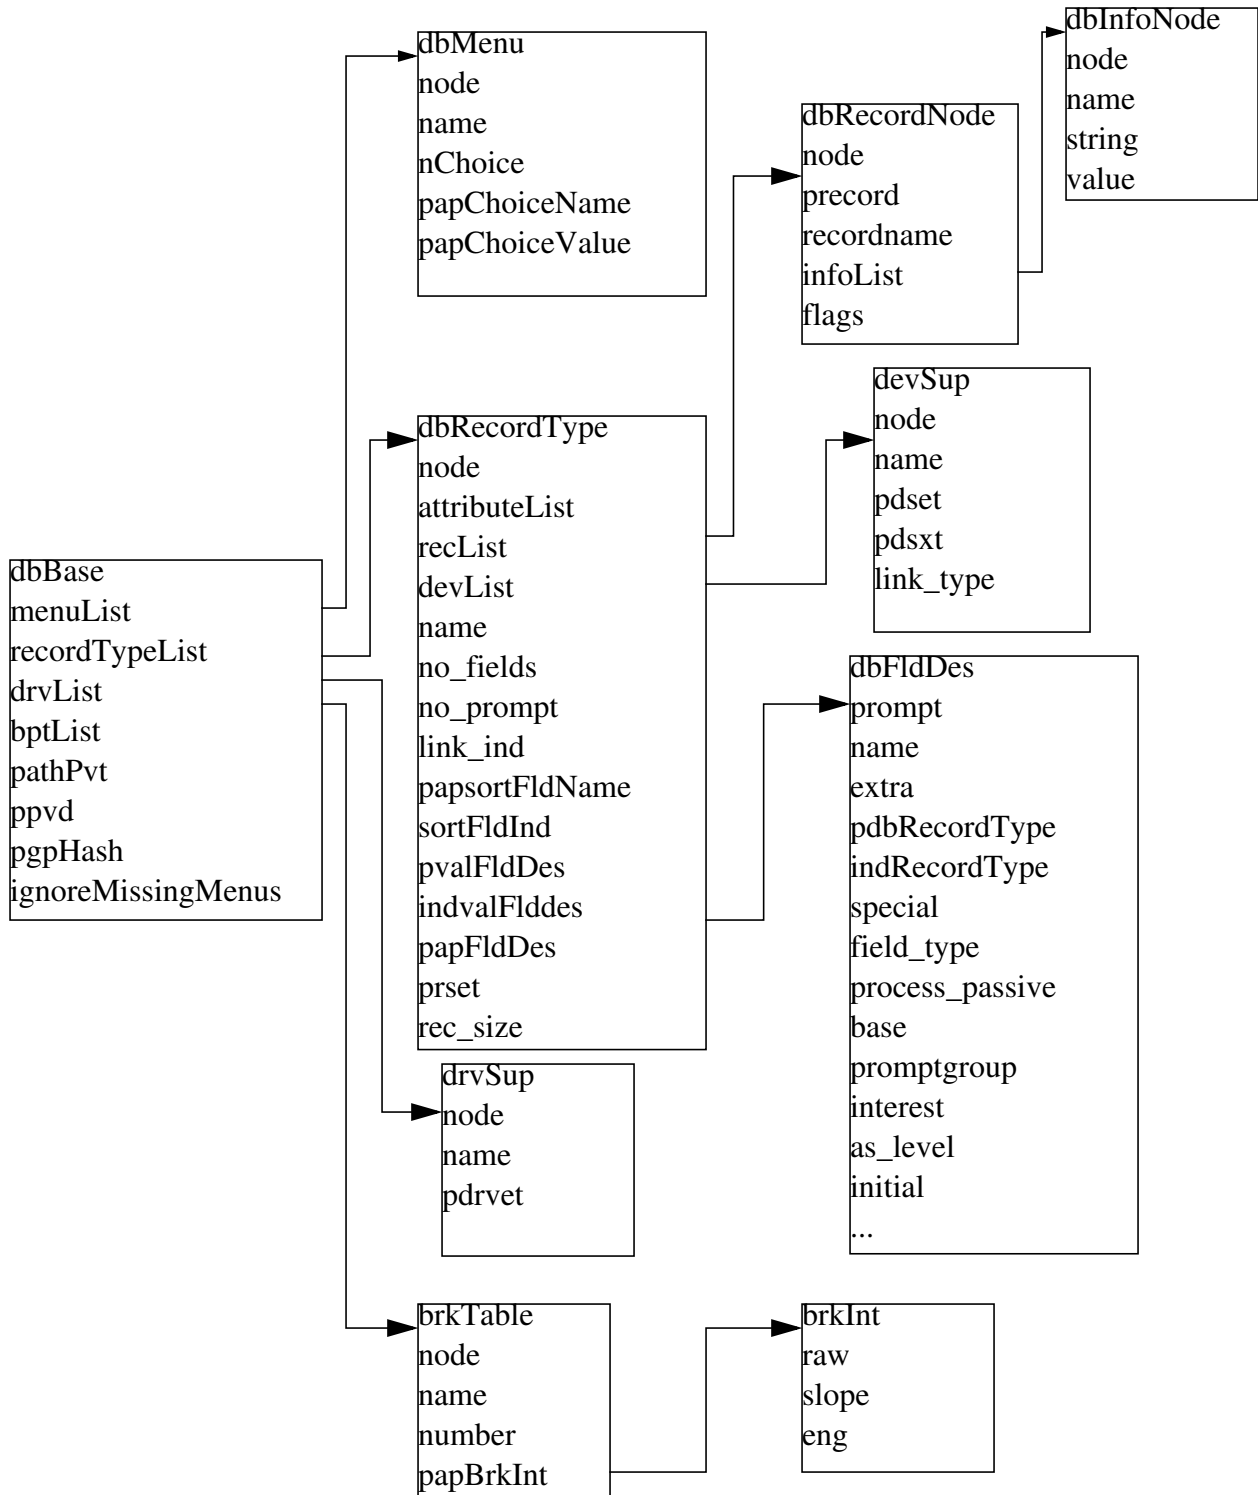 dbBase
menuList
recordTypeList
drvList
bptList
pathPvt
ppvd
pgpHash
ignoreMissingMenus
dbMenu
node
name
nChoice
papChoiceName
papChoiceValue
dbRecordType
node
attributeList
recList
devList
name
no_fields
no_prompt
link_ind
papsortFldName
sortFldInd
pvalFldDes
indvalFlddes
papFldDes
prset
rec_size
drvSup
node
name
pdrvet
brkTable
node
name
number
papBrkInt
dbRecordNode
node
precord
recordname
infoList
flags
dbInfoNode
node
name
string
value
devSup
node
name
pdset
pdsxt
link_type
dbFldDes
prompt
name
extra
pdbRecordType
indRecordType
special
field_type
process_passive
base
promptgroup
interest
as_level
initial
...
brkInt
raw
slope
eng